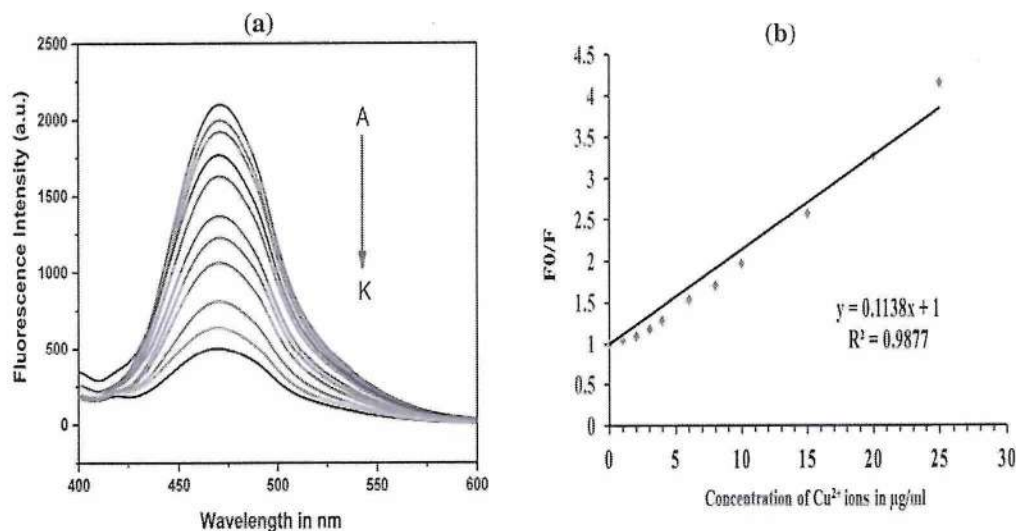 (a)
2500
2000
1500
1000
500
0
Fluorescence Intensity (a.u.)
A
K
400
450
500
550
600
Wavelength in nm
(b)
4.5
4
3.5
3
2.5
2
1.5
1
0.5
0
F0/F
y = 0.1138x + 1
R² = 0.9877
0
5
10
15
20
25
30
Concentration of Cu²⁺ ions in µg/ml